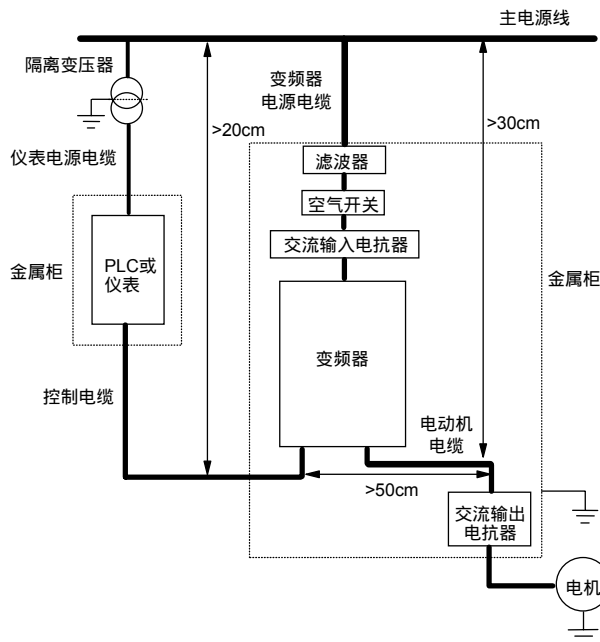 主电源线
隔离变压器
变频器
电源电缆
>20cm
>30cm
仪表电源电缆
滤波器
空气开关
交流输入电抗器
金属柜
PLC或
仪表
金属柜
变频器
控制电缆
电动机
电缆
>50cm
交流输出
电抗器
电机